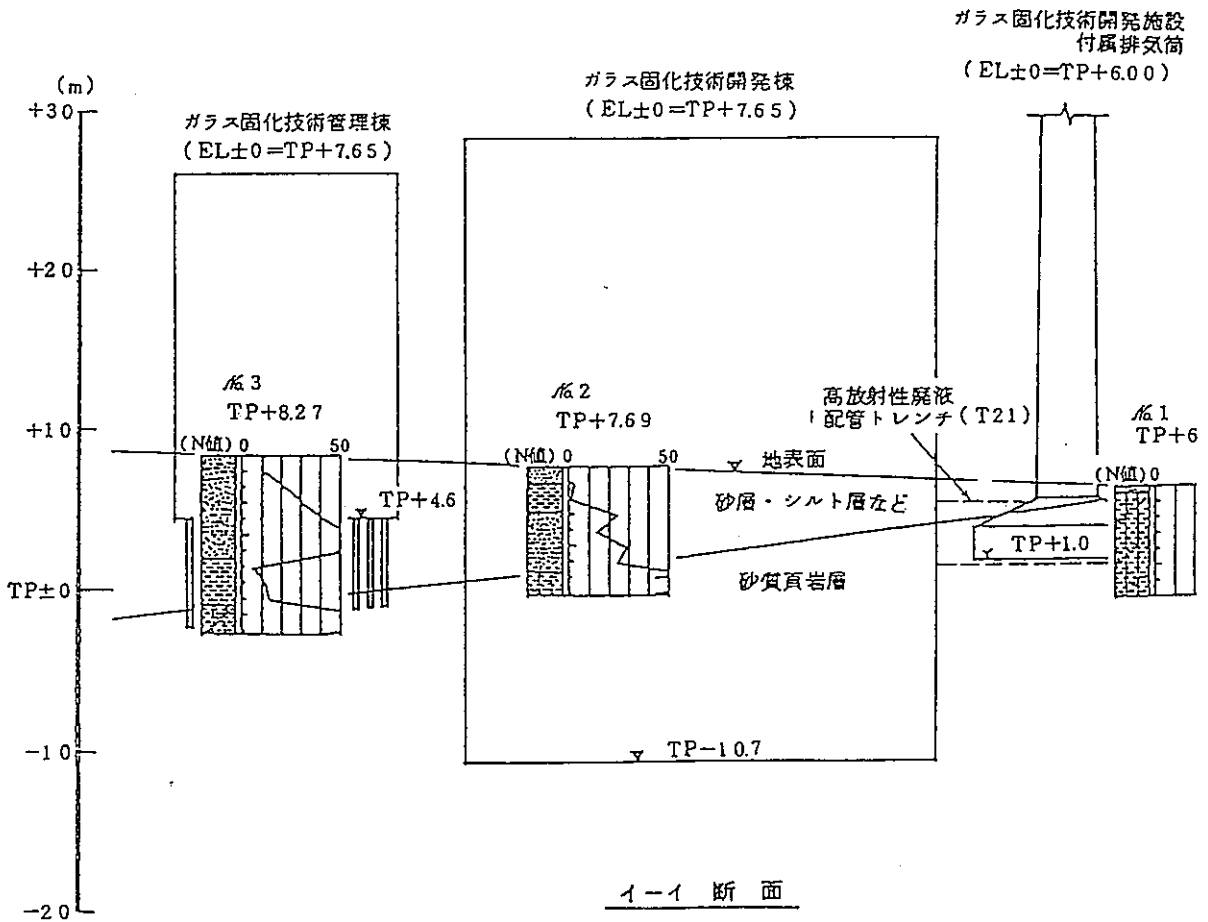 ガラス固化技術開発施設
付属排気筒
(EL±0=TP+6.00)
ガラス固化技術開発棟
(EL±0=TP+7.65)
ガラス固化技術管理棟
(EL±0=TP+7.65)
(m)
+30
+20
+10
TP±0
-10
-20
№3
TP+8.27
(N値) 0 50
TP+4.6
№2
TP+7.69
(N値) 0 50
地表面
砂層・シルト層など
砂質頁岩層
高放射性廃液
配管トレンチ(T21)
№1
TP+6
(N値) 0
TP+1.0
TP-10.7
イーイ 断 面